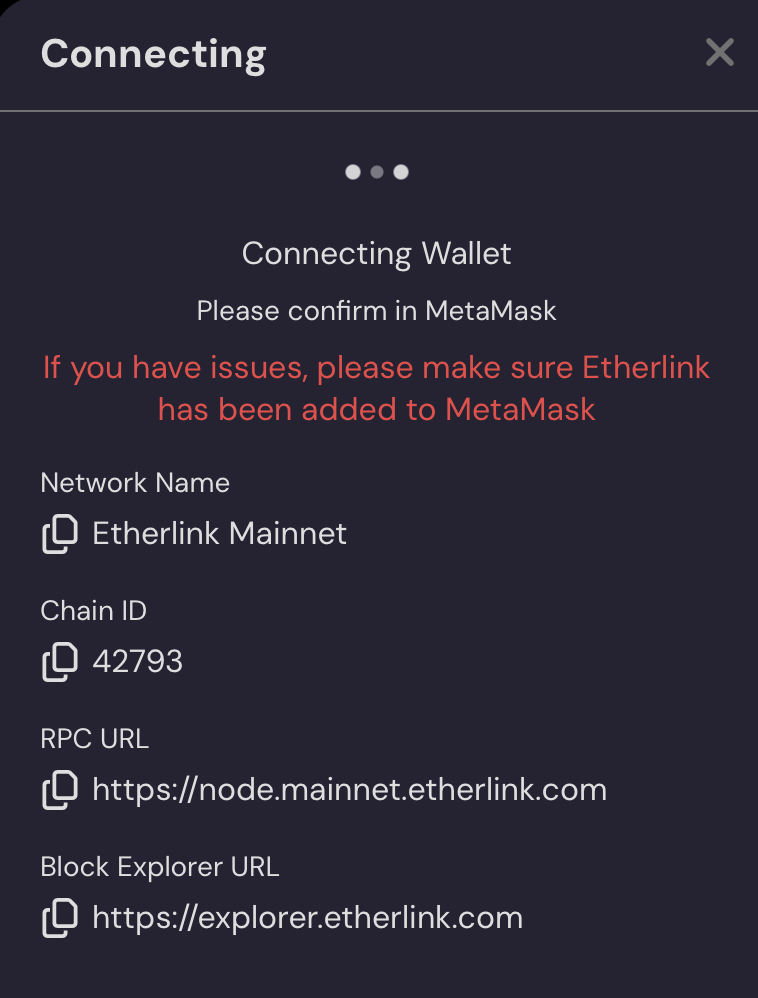 Connecting
Connecting Wallet
Please confirm in MetaMask
If you have issues, please make sure Etherlink
has been added to MetaMask
Network Name
Etherlink Mainnet
Chain ID
42793
RPC URL
https://node.mainnet.etherlink.com
Block Explorer URL
https://explorer.etherlink.com